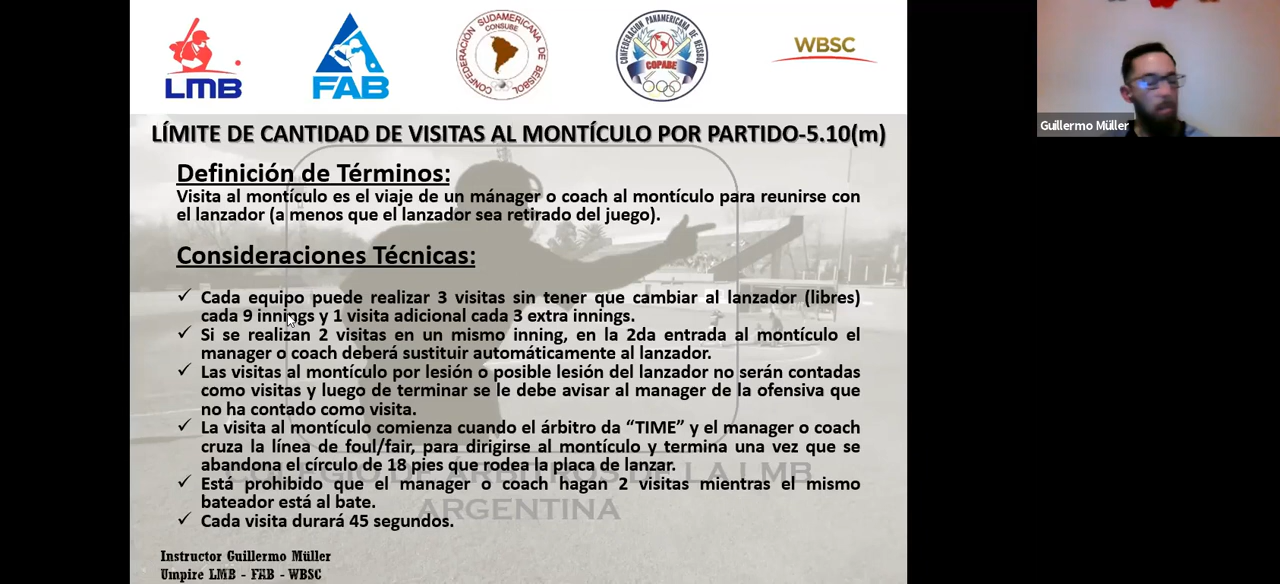 LMB
FAB
CONFEDERACIÓN SUDAMERICANA DE BEISBOL
CONSUBE
CONFEDERACION PANAMERICANA DE BEISBOL
COPABE
WBSC
Guillermo Müller
LÍMITE DE CANTIDAD DE VISITAS AL MONTÍCULO POR PARTIDO-5.10(m)
Definición de Términos:
Visita al montículo es el viaje de un mánager o coach al montículo para reunirse con
el lanzador (a menos que el lanzador sea retirado del juego).
Consideraciones Técnicas:
✓ Cada equipo puede realizar 3 visitas sin tener que cambiar al lanzador (libres)
cada 9 innings y 1 visita adicional cada 3 extra innings.
✓ Si se realizan 2 visitas en un mismo inning, en la 2da entrada al montículo el
manager o coach deberá sustituir automáticamente al lanzador.
✓ Las visitas al montículo por lesión o posible lesión del lanzador no serán contadas
como visitas y luego de terminar se le debe avisar al manager de la ofensiva que
no ha contado como visita.
✓ La visita al montículo comienza cuando el árbitro da “TIME” y el manager o coach
cruza la línea de foul/fair, para dirigirse al montículo y termina una vez que se
abandona el círculo de 18 pies que rodea la placa de lanzar.
✓ Está prohibido que el manager o coach hagan 2 visitas mientras el mismo
bateador está al bate.
✓ Cada visita durará 45 segundos.
COLEGIO DE ÁRBITROS DE LA LMB
ARGENTINA
Instructor Guillermo Müller
Umpire LMB - FAB - WBSC